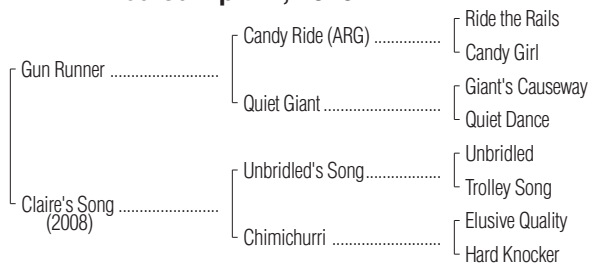 Ride the Rails
Candy Ride (ARG)
Candy Girl
Gun Runner
Giant's Causeway
Quiet Giant
Quiet Dance
Unbridled
Unbridled's Song
Trolley Song
Claire's Song
(2008)
Elusive Quality
Chimichurri
Hard Knocker